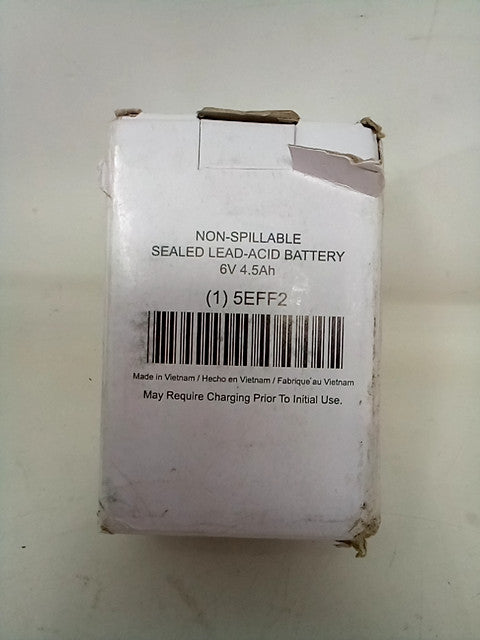 NON-SPILLABLE
SEALED LEAD-ACID BATTERY
6V 4.5Ah
(1) 5EFF2
Made in Vietnam / Hecho en Vietnam / Fabriqué au Vietnam
May Require Charging Prior To Initial Use.